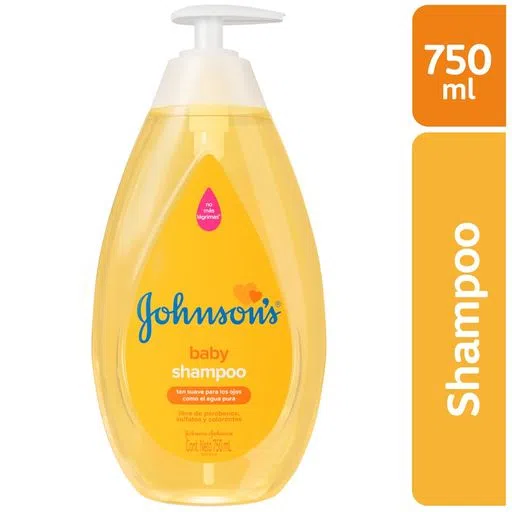 750
ml
Shampoo
no
más
lágrimas®
Johnson's®
baby
shampoo
tan suave para los ojos
como el agua pura
libre de parabenos,
sulfatos y colorantes
Johnson & Johnson
Cont. Neto 750 mL